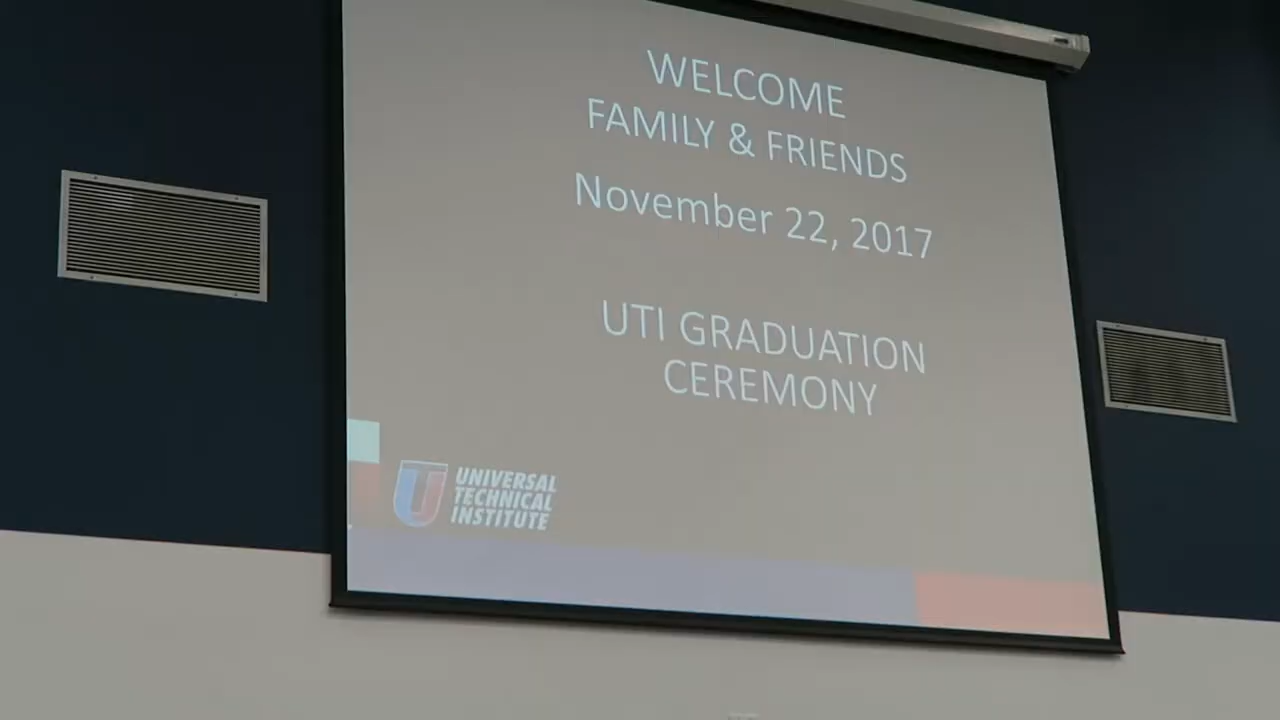 WELCOME
FAMILY & FRIENDS
November 22, 2017
UTI GRADUATION
CEREMONY
UNIVERSAL
TECHNICAL
INSTITUTE